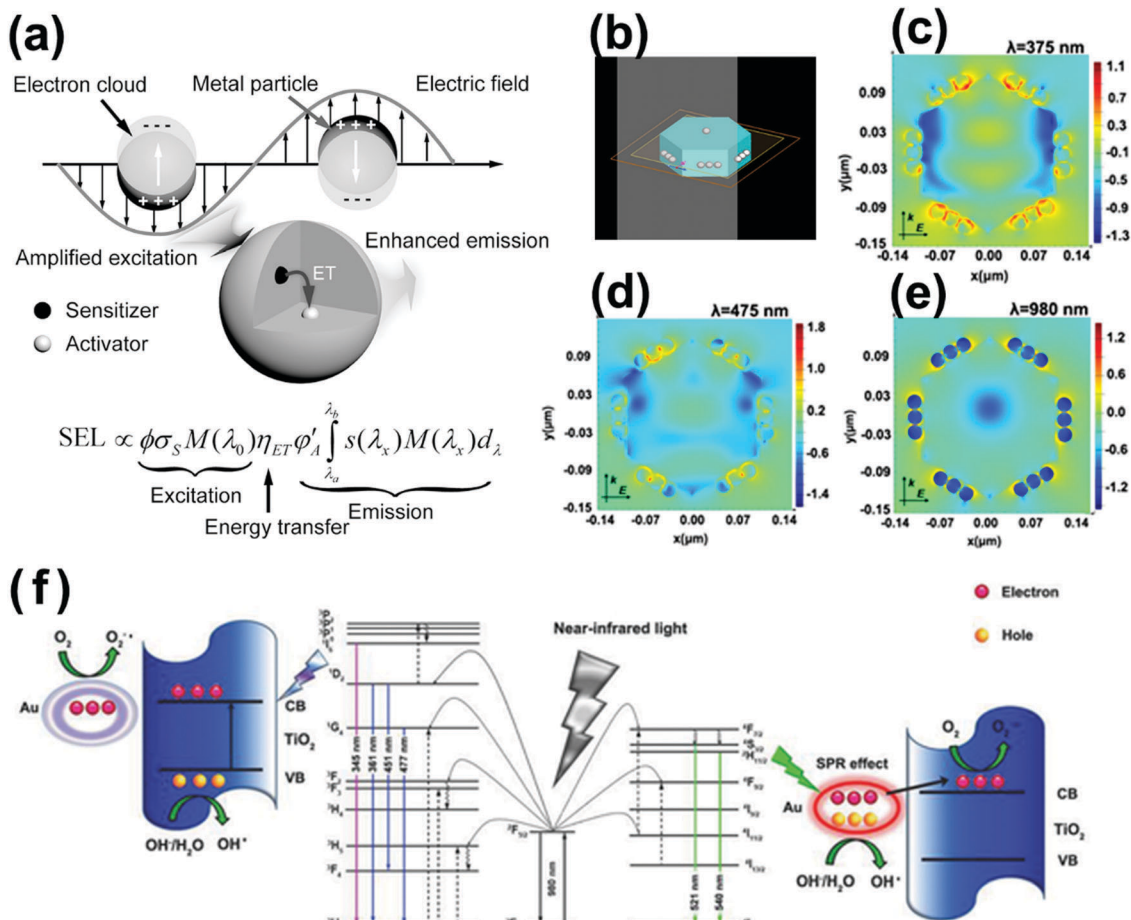 (a)
Electron cloud
Metal particle
Electric field
- - -
+ + +
+ + +
- - -
Amplified excitation
Enhanced emission
ET
Sensitizer
Activator
SEL ∝ ϕσ_S M(λ_0)η_ET φ'_A ∫_{λ_a}^{λ_b} s(λ_x)M(λ_x)d_λ
Excitation
Energy transfer
Emission
(b)
(c)
λ=375 nm
1.1
0.7
0.3
-0.1
-0.5
-0.9
-1.3
y(μm)
0.09
0.03
-0.03
-0.09
-0.15
k
E
-0.14 -0.07 0.00 0.07 0.14
x(μm)
(d)
λ=475 nm
1.8
1.0
0.2
-0.6
-1.4
y(μm)
0.09
0.03
-0.03
-0.09
-0.15
k
E
-0.14 -0.07 0.00 0.07 0.14
x(μm)
(e)
λ=980 nm
1.2
0.6
0.0
-0.6
-1.2
y(μm)
0.09
0.03
-0.03
-0.09
-0.15
k
E
-0.14 -0.07 0.00 0.07 0.14
x(μm)
(f)
Electron
Hole
Near-infrared light
O₂
O₂⁻•
Au
CB
TiO₂
VB
OH⁻/H₂O
OH•
¹D₂
¹G₄
³F₂
³F₃
³H₄
³H₅
³F₄
345 nm
361 nm
451 nm
477 nm
²F₅/₂
980 nm
⁴F₇/₂
⁴S₃/₂
²H₁₁/₂
⁴F₉/₂
⁴I₉/₂
⁴I₁₁/₂
⁴I₁₃/₂
521 nm
540 nm
SPR effect
Au
O₂
O₂
CB
TiO₂
VB
OH⁻/H₂O
OH•